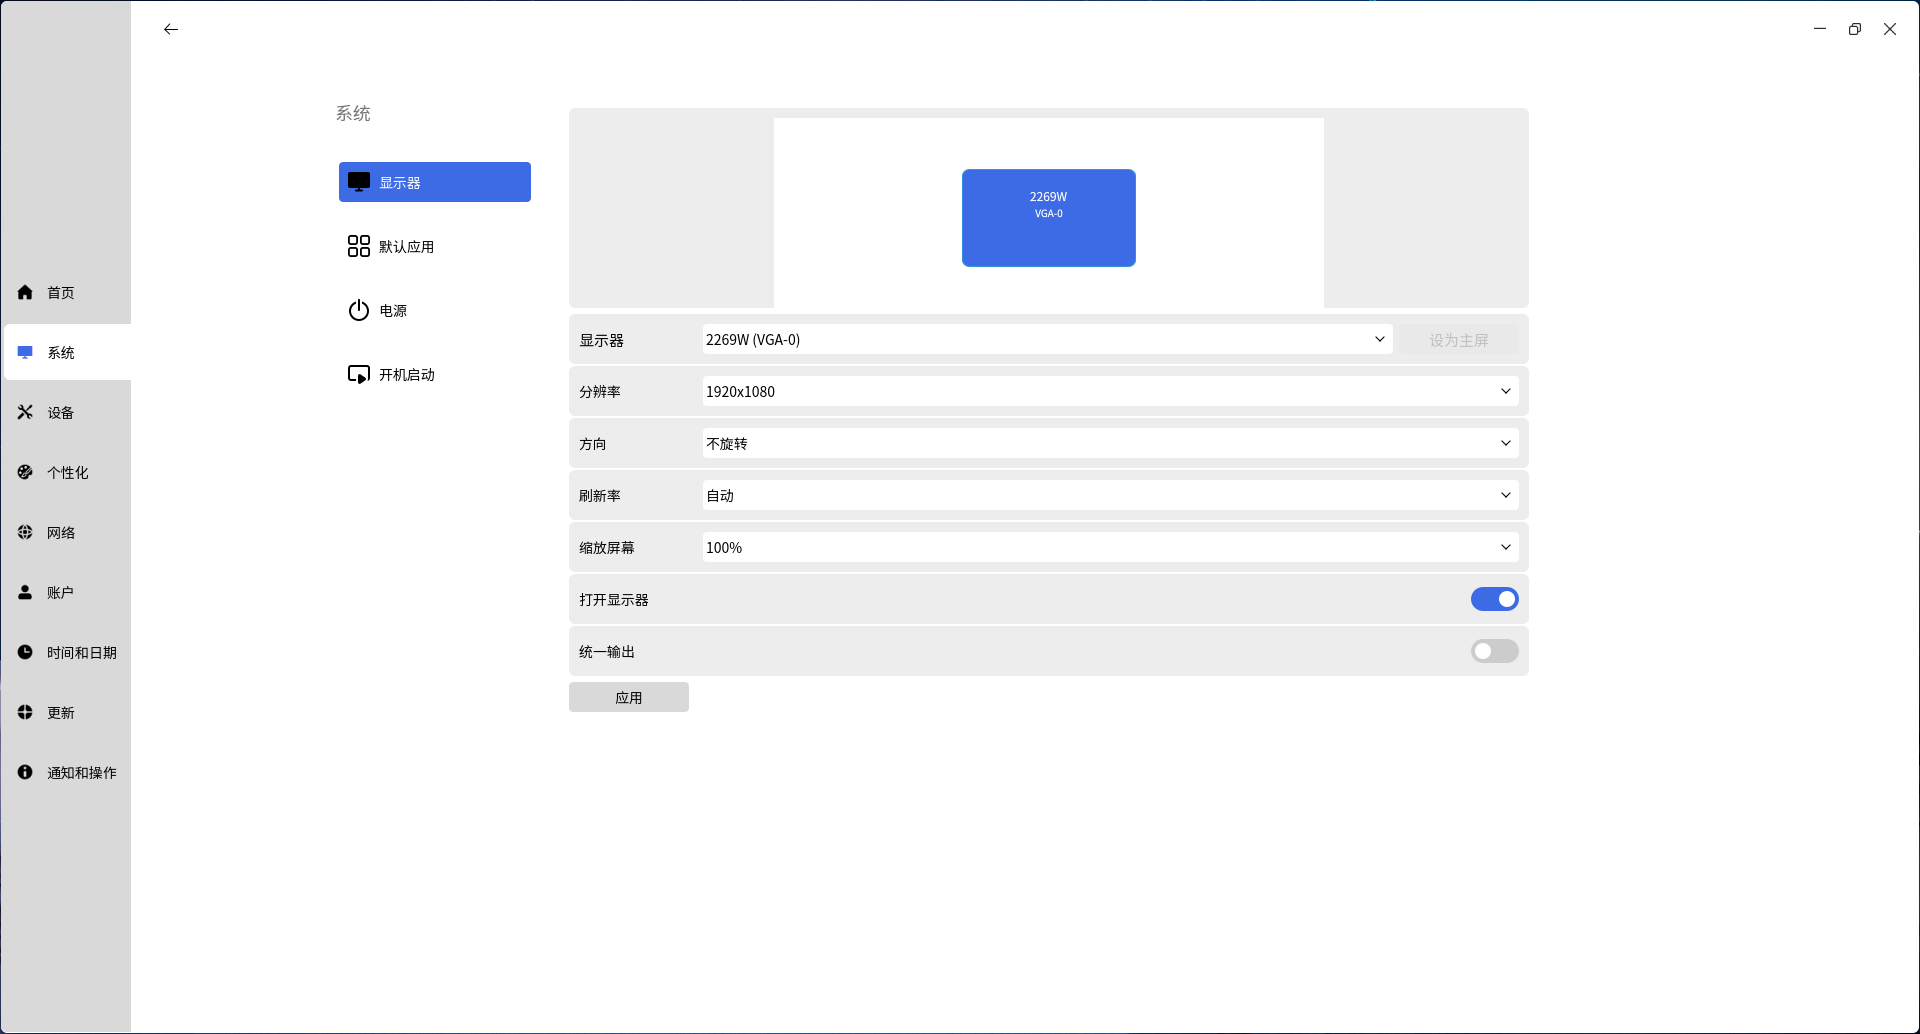 首页
系统
设备
个性化
网络
账户
时间和日期
更新
通知和操作
系统
显示器
默认应用
电源
开机启动
2269W
VGA-0
显示器 2269W (VGA-0) 设为主屏
分辨率 1920x1080
方向 不旋转
刷新率 自动
缩放屏幕 100%
打开显示器
统一输出
应用